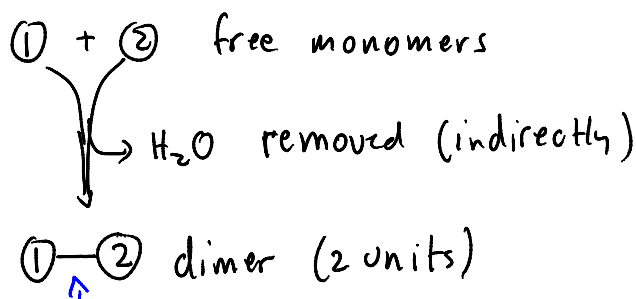 ① + ② free monomers
H₂O removed (indirectly)
①—② dimer (2 units)